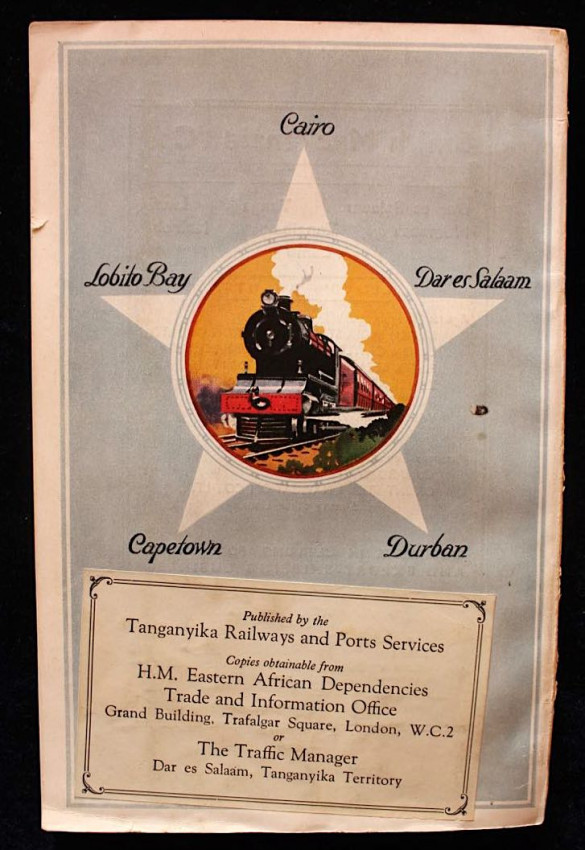 Cairo
Lobito Bay
Dar es Salaam
Capetown
Durban
Published by the
Tanganyika Railways and Ports Services
Copies obtainable from
H.M. Eastern African Dependencies
Trade and Information Office
Grand Building, Trafalgar Square, London, W.C.2
or
The Traffic Manager
Dar es Salaam, Tanganyika Territory